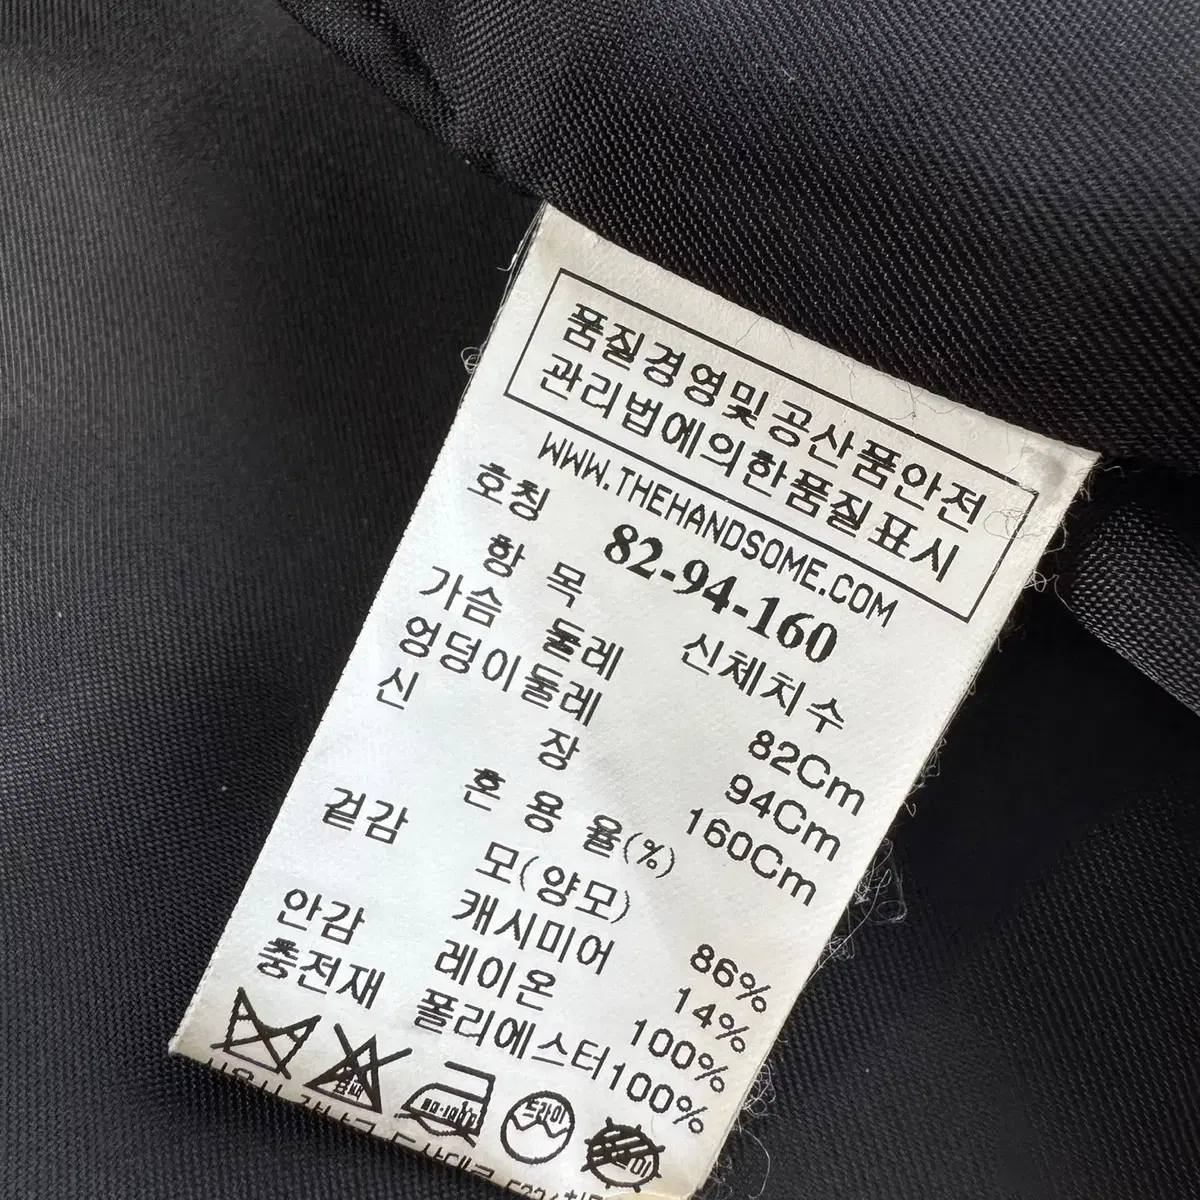 품질경영및공산품안전
관리법에의한품질표시
WWW.THEHANDSOME.COM
호칭 82-94-160
항 목 신체치수
가슴 둘레 82Cm
엉덩이둘레 94Cm
신 장 160Cm
혼 용 율(%)
겉감 모(양모) 86%
캐시미어 14%
안감 레이온 100%
충전재 폴리에스터100%
드라이